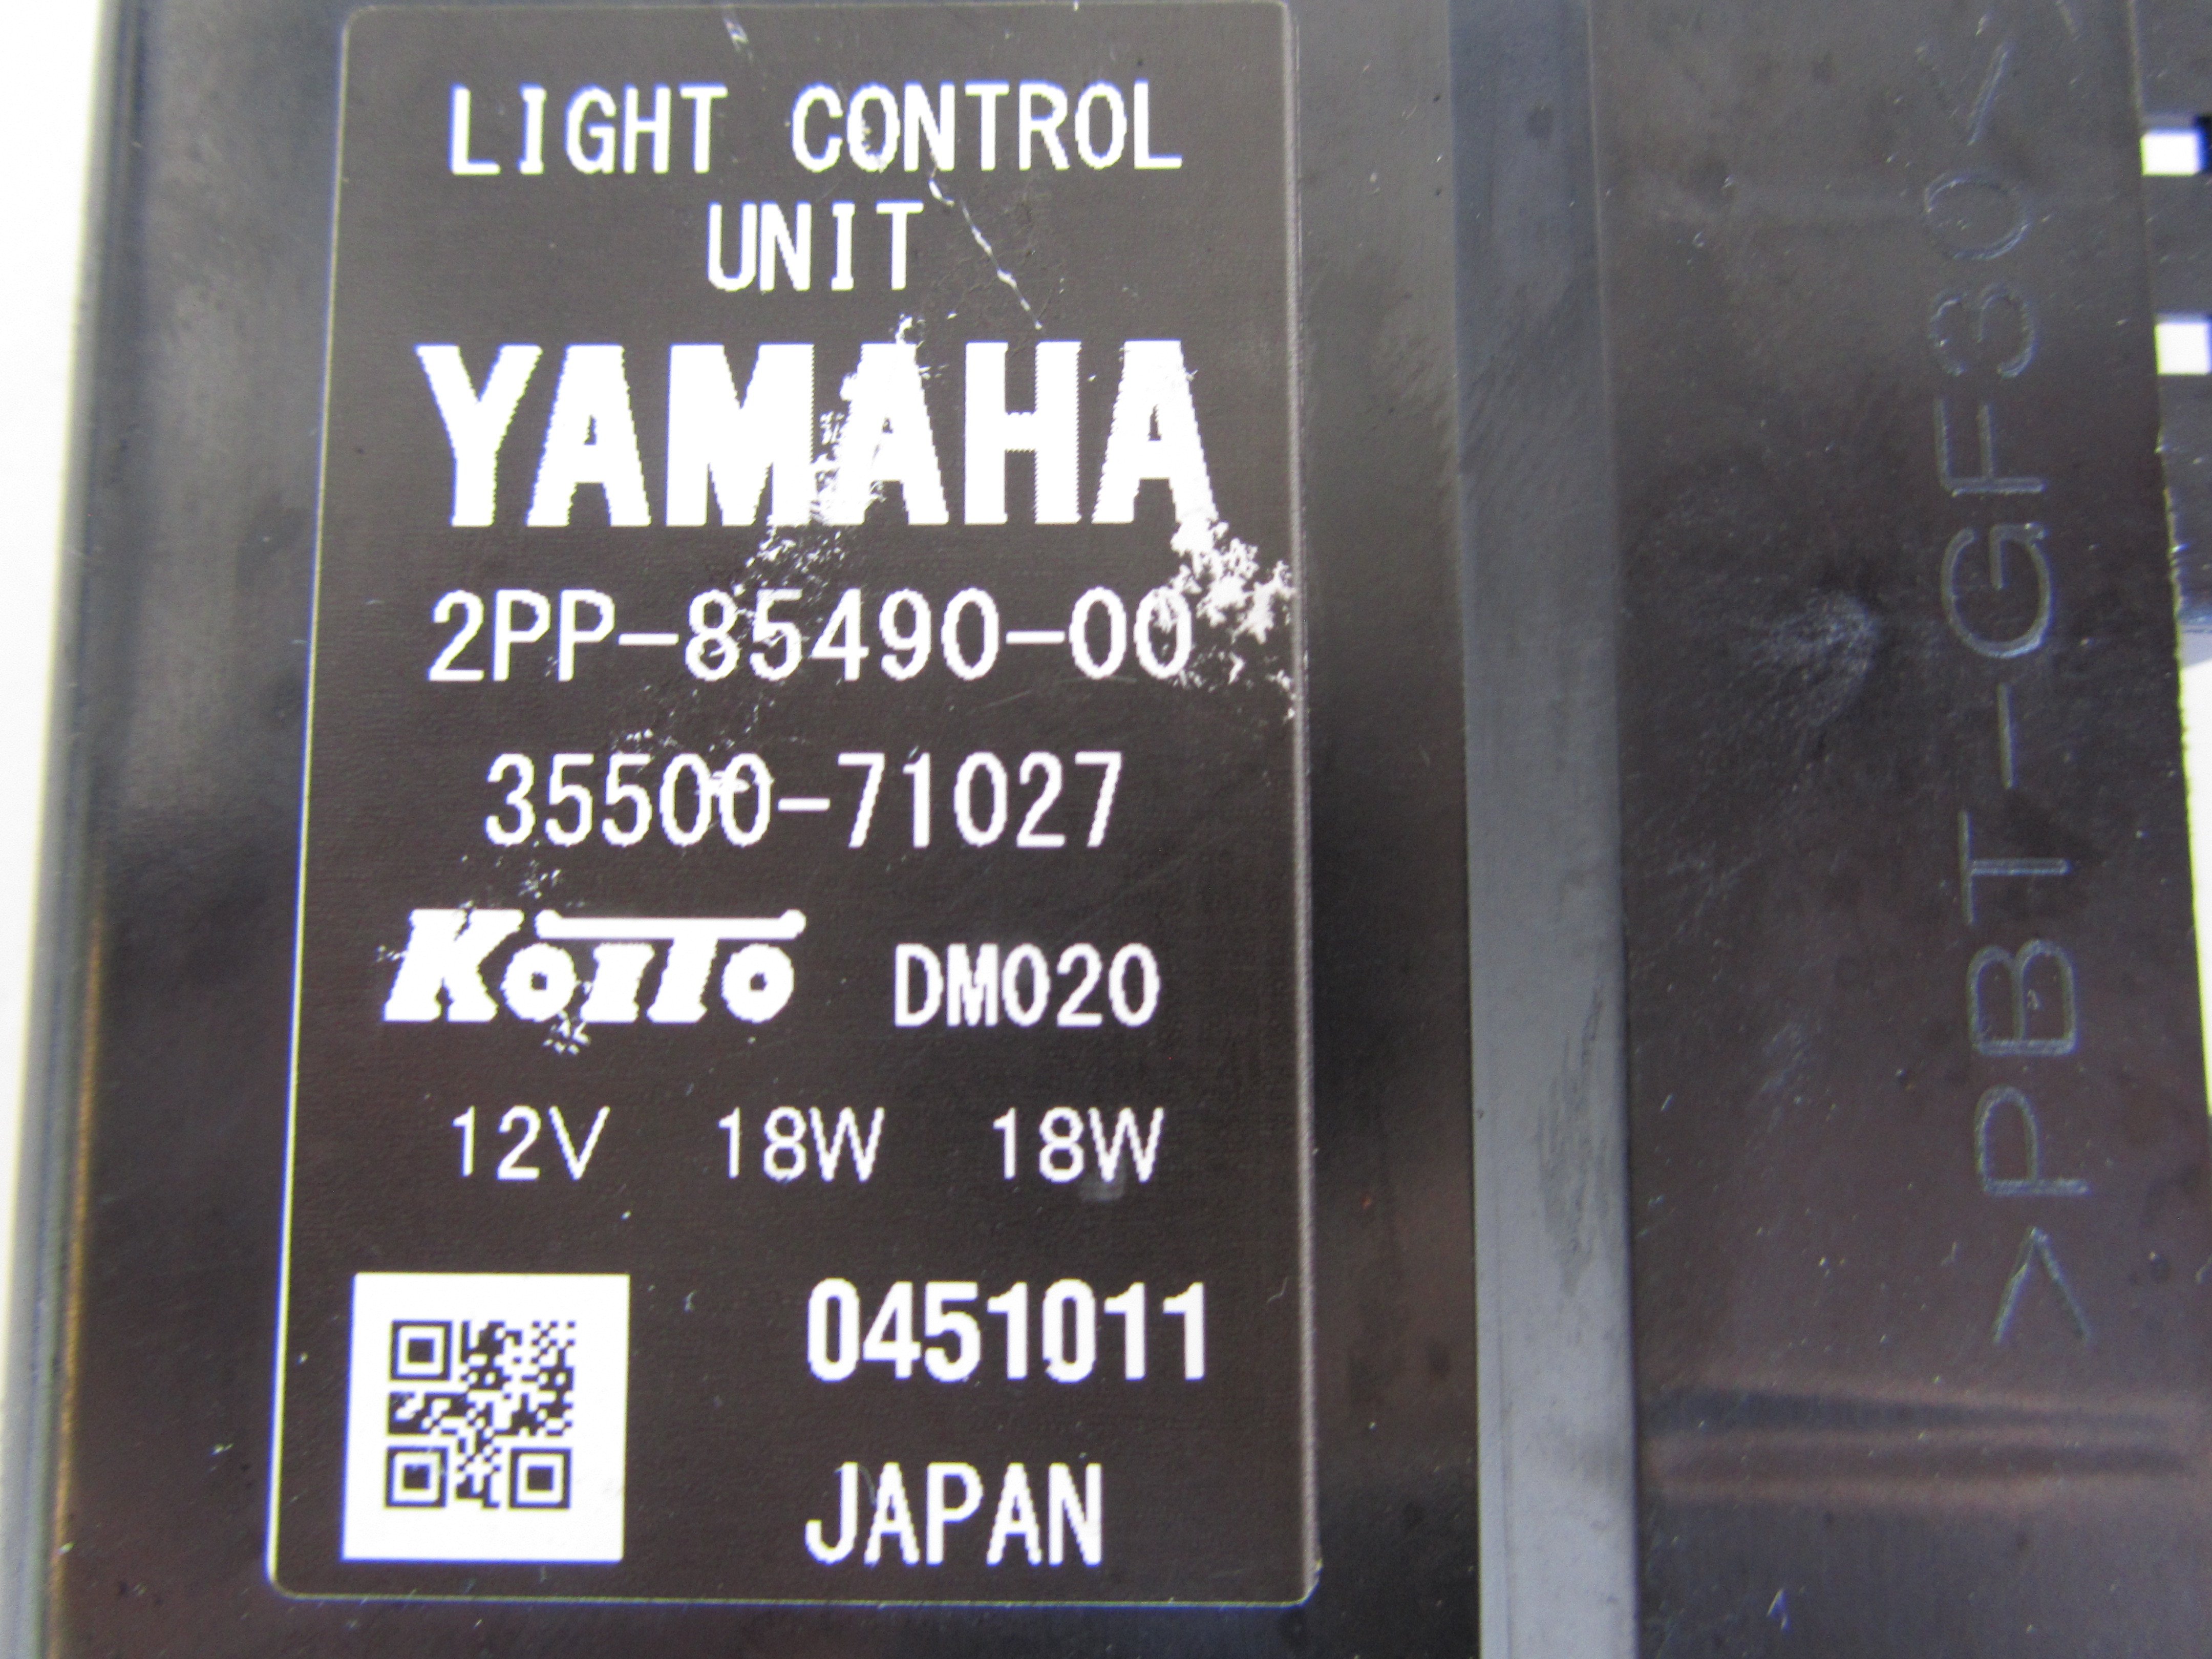 LIGHT CONTROL
UNIT
YAMAHA
2PP-85490-00
35500-71027
KOITO DM020
12V 18W 18W
0451011
JAPAN
>PBT-GF30<